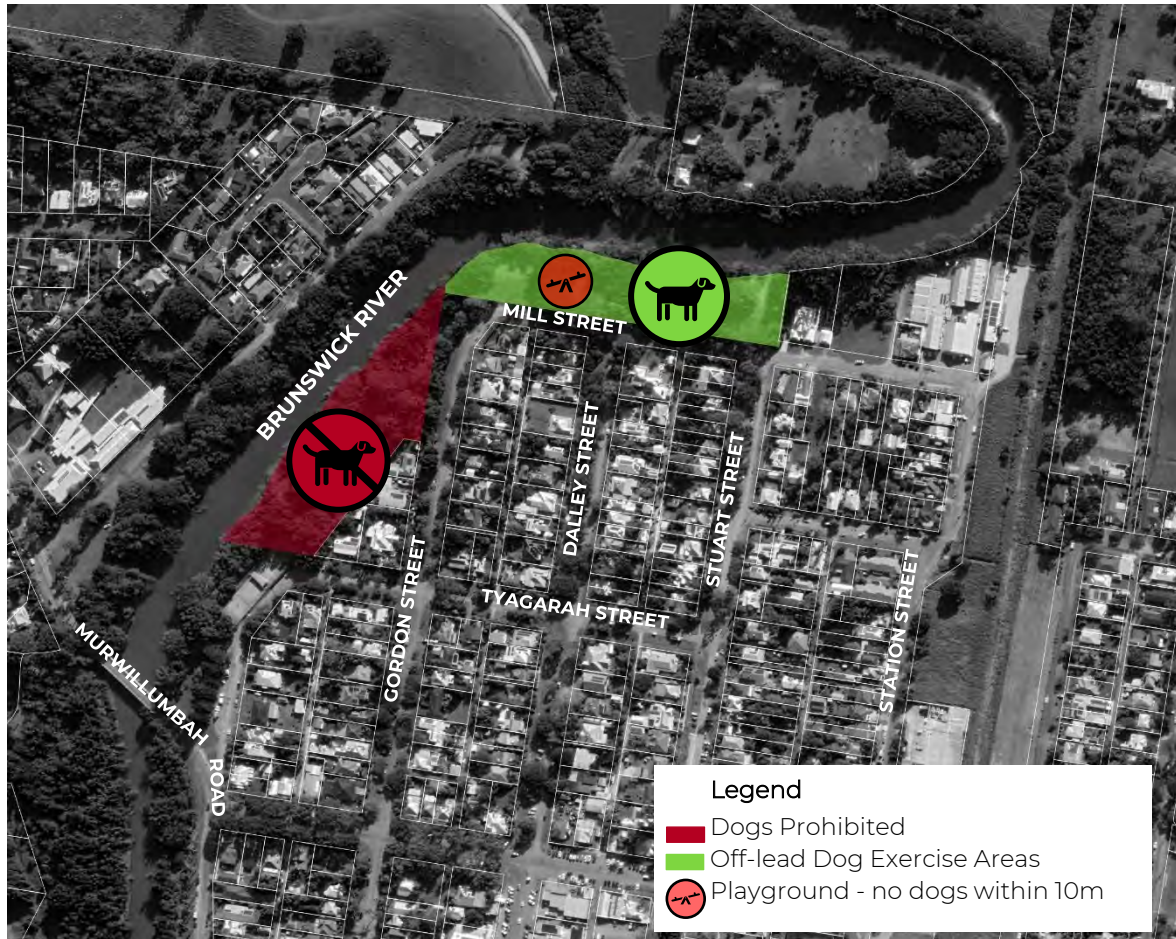 BRUNSWICK RIVER
MILL STREET
DALLEY STREET
STUART STREET
GORDON STREET
TYAGARAH STREET
STATION STREET
MURWILLUMBAH
ROAD
Legend
Dogs Prohibited
Off-lead Dog Exercise Areas
Playground - no dogs within 10m